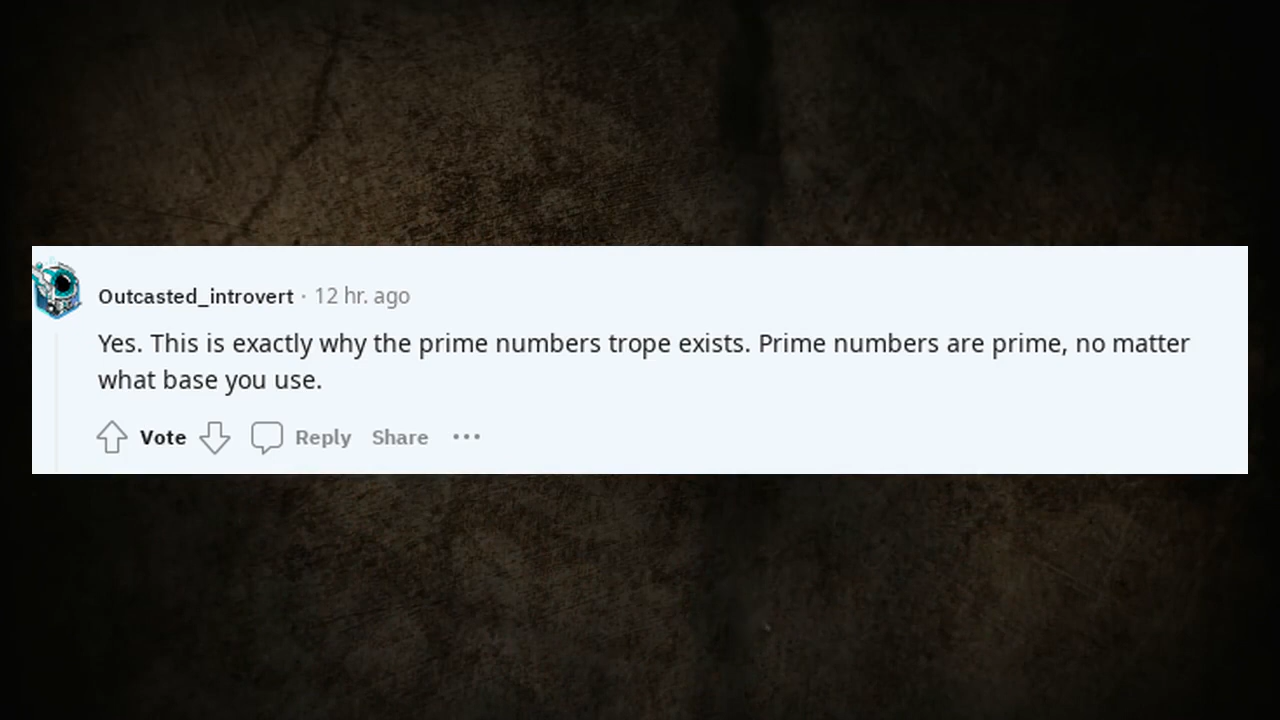 Outcasted_introvert · 12 hr. ago
Yes. This is exactly why the prime numbers trope exists. Prime numbers are prime, no matter
what base you use.
Vote Reply Share •••